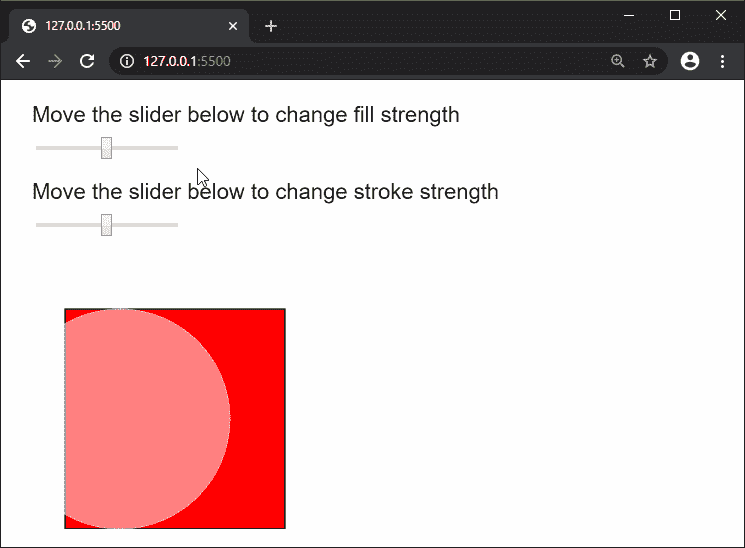 127.0.0.1:5500
127.0.0.1:5500
Move the slider below to change fill strength
Move the slider below to change stroke strength